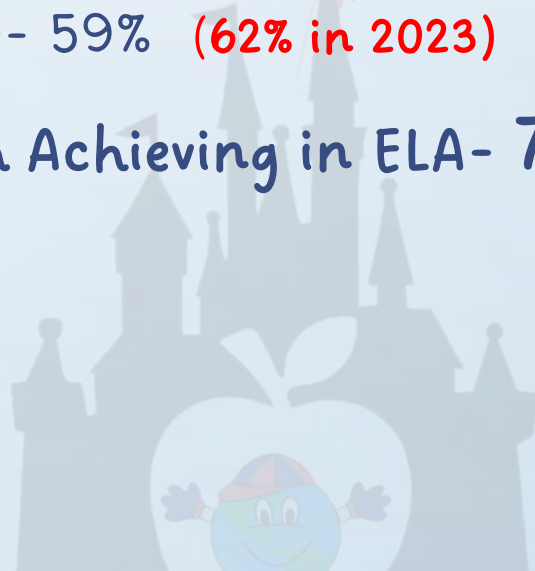 - 59% (62% in 2023)
Achieving in ELA-